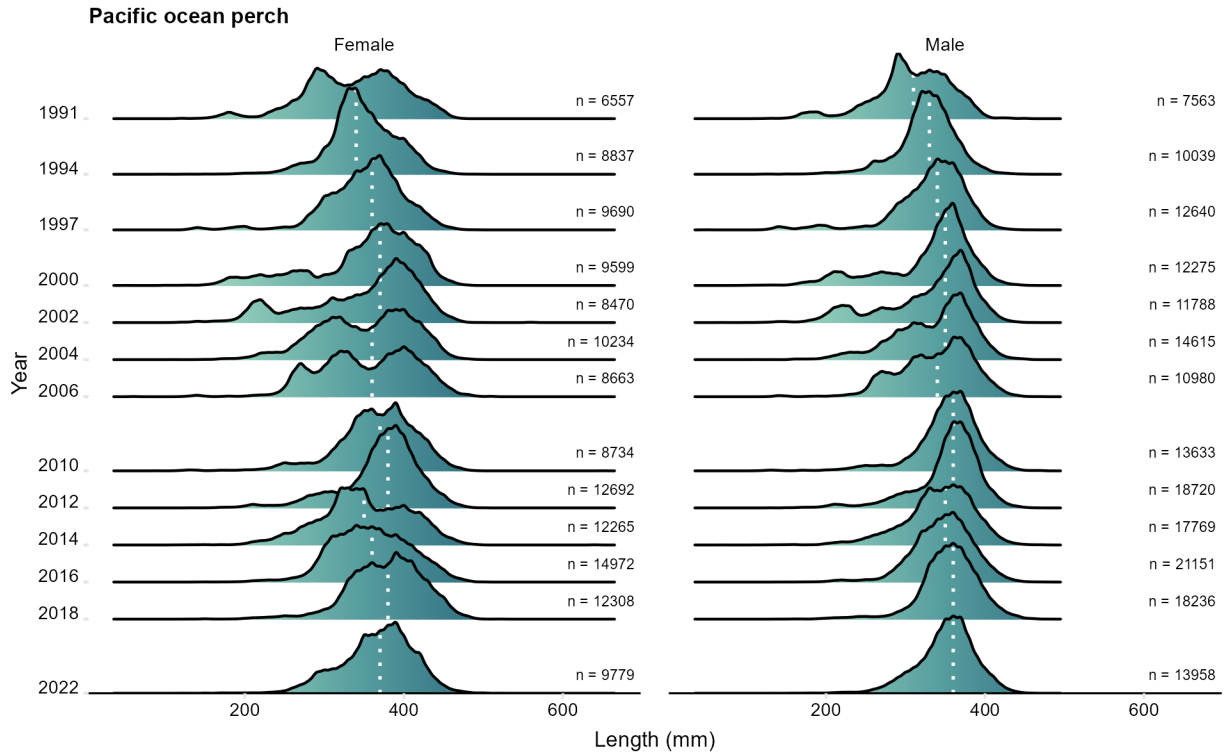 Pacific ocean perch
Female
Male
1991
n = 6557
n = 7563
1994
n = 8837
n = 10039
1997
n = 9690
n = 12640
2000
n = 9599
n = 12275
2002
n = 8470
n = 11788
2004
n = 10234
n = 14615
2006
n = 8663
n = 10980
2010
n = 8734
n = 13633
2012
n = 12692
n = 18720
2014
n = 12265
n = 17769
2016
n = 14972
n = 21151
2018
n = 12308
n = 18236
2022
n = 9779
n = 13958
Year
200
400
600
200
400
600
Length (mm)